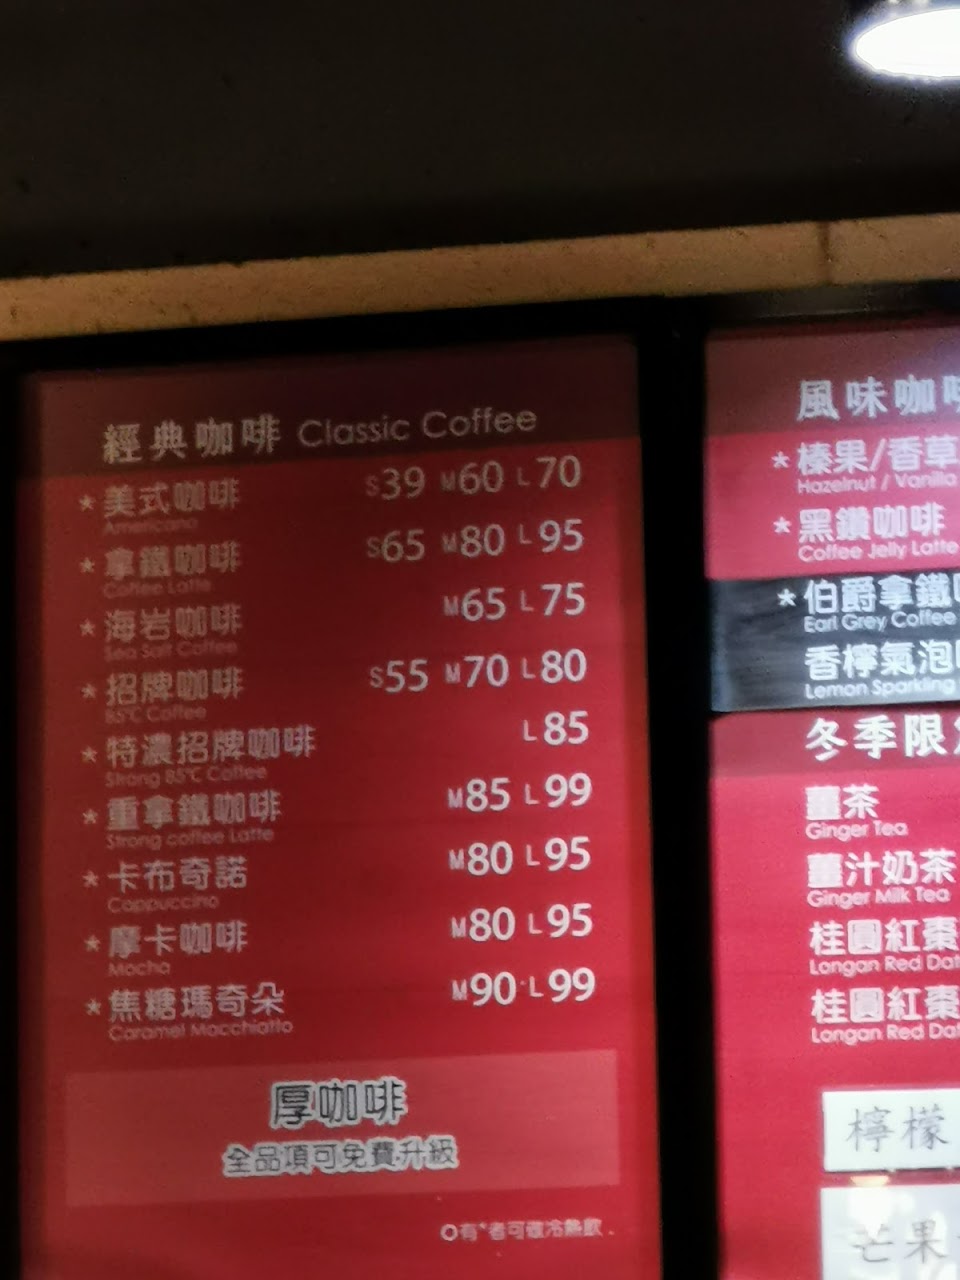 經典咖啡 Classic Coffee
*美式咖啡 S39 M60 L70
Americano
*拿鐵咖啡 S65 M80 L95
Coffee Latte
*海岩咖啡 M65 L75
Sea Salt Coffee
*招牌咖啡 S55 M70 L80
85°C Coffee
*特濃招牌咖啡 L85
Strong 85°C Coffee
*重拿鐵咖啡 M85 L99
Strong coffee Latte
*卡布奇諾 M80 L95
Cappuccino
*摩卡咖啡 M80 L95
Mocha
*焦糖瑪奇朵 M90 L99
Caramel Macchiatto
厚咖啡
全品項可免費升級
有*者可做冷熱飲
風味咖
*榛果/香草
Hazelnut / Vanilla
*黑鑽咖啡
Coffee Jelly Latte
*伯爵拿鐵
Earl Grey Coffee
香檸氣泡
Lemon Sparkling
冬季限
薑茶
Ginger Tea
薑汁奶茶
Ginger Milk Tea
桂圓紅棗
Longan Red Dat
桂圓紅棗
Longan Red Dat
檸檬
芒果